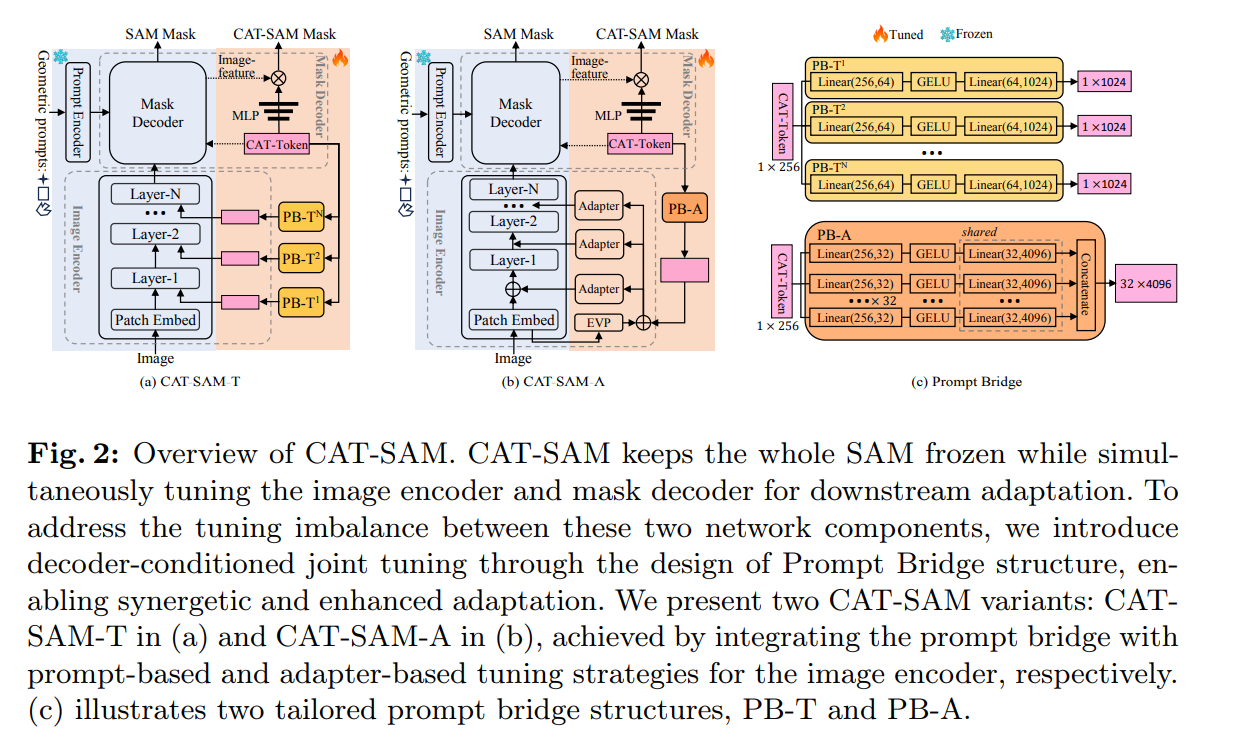 SAM Mask
CAT-SAM Mask
Geometric prompts:
Prompt Encoder
Mask Decoder
Image-feature
MLP
CAT-Token
Mask Decoder
Image Encoder
Layer-N
•••
Layer-2
Layer-1
Patch Embed
PB-T^N
PB-T^2
PB-T^1
Image
(a) CAT-SAM-T
SAM Mask
CAT-SAM Mask
Geometric prompts:
Prompt Encoder
Mask Decoder
Image-feature
MLP
CAT-Token
Mask Decoder
Image Encoder
Layer-N
•••
Layer-2
Layer-1
Patch Embed
Adapter
Adapter
Adapter
EVP
PB-A
Image
(b) CAT-SAM-A
Tuned
Frozen
CAT-Token
1 × 256
PB-T^1
Linear(256,64) GELU Linear(64,1024)
1 ×1024
PB-T^2
Linear(256,64) GELU Linear(64,1024)
1 ×1024
•••
PB-T^N
Linear(256,64) GELU Linear(64,1024)
1 ×1024
CAT-Token
1 × 256
PB-A
shared
Linear(256,32) GELU Linear(32,4096)
Linear(256,32) GELU Linear(32,4096)
•••× 32 ••• •••
Linear(256,32) GELU Linear(32,4096)
Concatenate
32 ×4096
(c) Prompt Bridge
Fig. 2: Overview of CAT-SAM. CAT-SAM keeps the whole SAM frozen while simul-
taneously tuning the image encoder and mask decoder for downstream adaptation. To
address the tuning imbalance between these two network components, we introduce
decoder-conditioned joint tuning through the design of Prompt Bridge structure, en-
abling synergetic and enhanced adaptation. We present two CAT-SAM variants: CAT-
SAM-T in (a) and CAT-SAM-A in (b), achieved by integrating the prompt bridge with
prompt-based and adapter-based tuning strategies for the image encoder, respectively.
(c) illustrates two tailored prompt bridge structures, PB-T and PB-A.